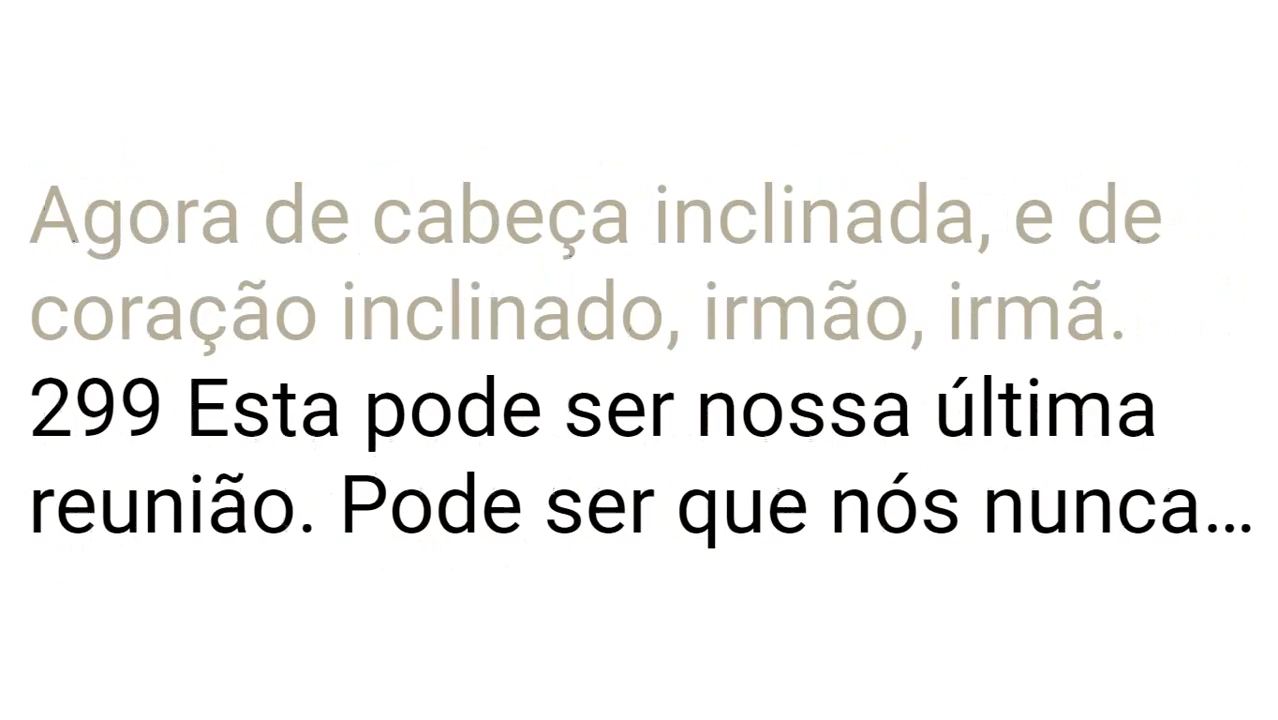 Agora de cabeça inclinada, e de
coração inclinado, irmão, irmã.
299 Esta pode ser nossa última
reunião. Pode ser que nós nunca...